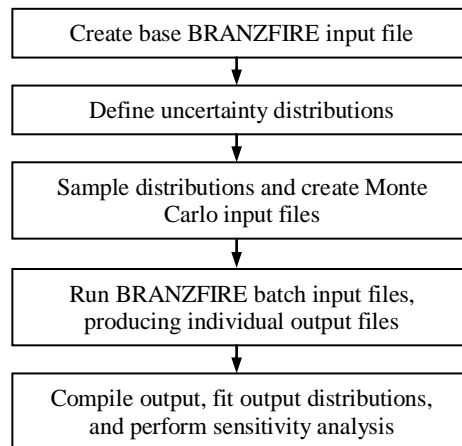 Create base BRANZFIRE input file
Define uncertainty distributions
Sample distributions and create Monte
Carlo input files
Run BRANZFIRE batch input files,
producing individual output files
Compile output, fit output distributions,
and perform sensitivity analysis